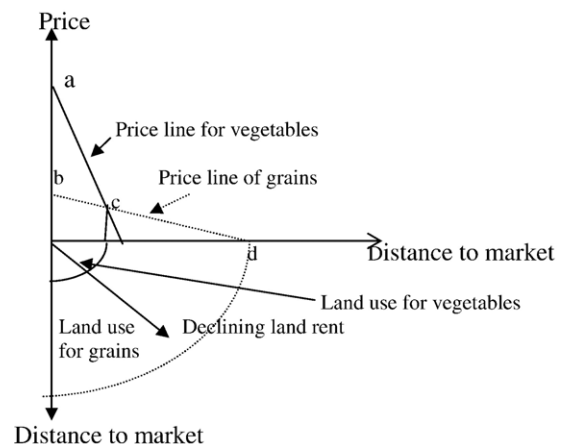 Price
a
Price line for vegetables
b
Price line of grains
c
d
Distance to market
Land use for vegetables
Land use
for grains
Declining land rent
Distance to market